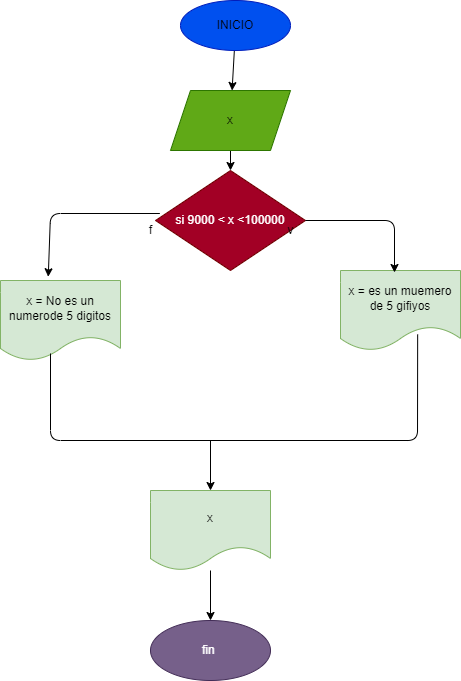 INICIO
x
si 9000 < x <100000
f
v
x = No es un
numerode 5 digitos
x = es un muemero
de 5 gifiyos
x
fin